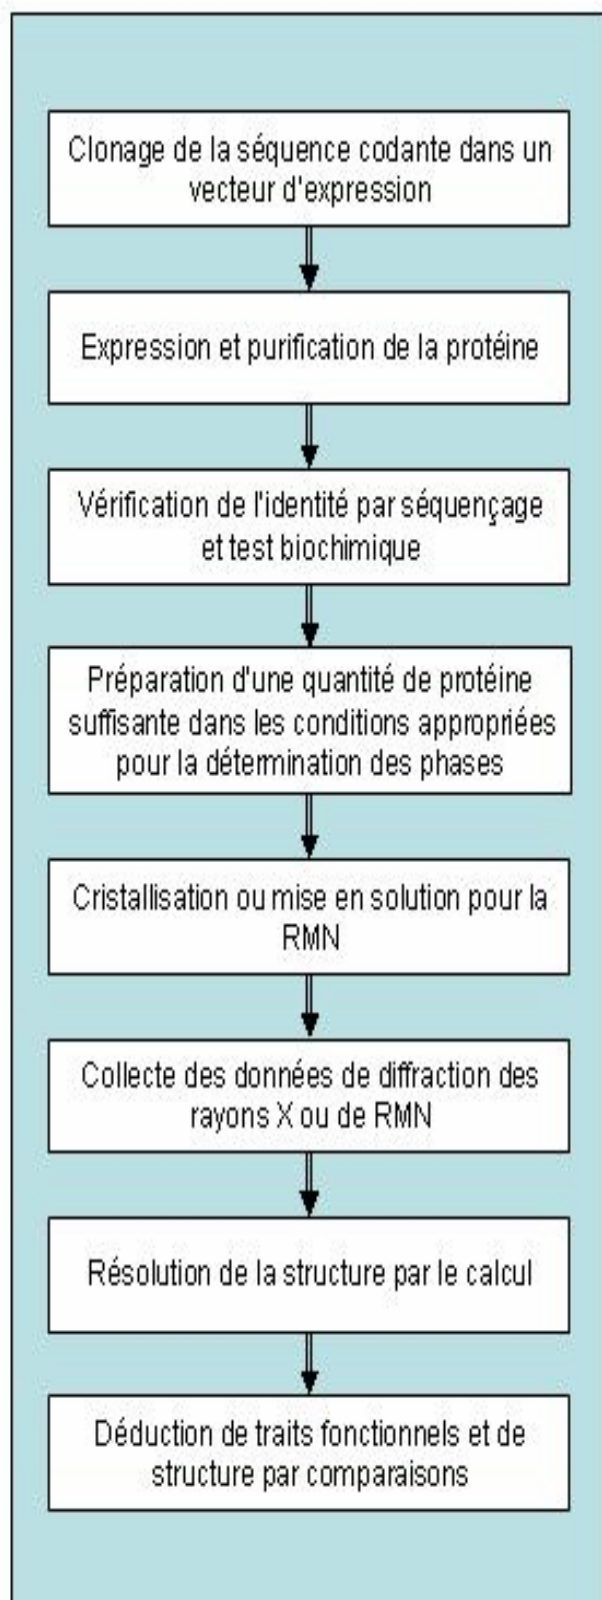 Clonage de la séquence codante dans un
vecteur d'expression
Expression et purification de la protéine
Vérification de l'identité par séquençage
et test biochimique
Préparation d'une quantité de protéine
suffisante dans les conditions appropriées
pour la détermination des phases
Cristallisation ou mise en solution pour la
RMN
Collecte des données de diffraction des
rayons X ou de RMN
Résolution de la structure par le calcul
Déduction de traits fonctionnels et de
structure par comparaisons